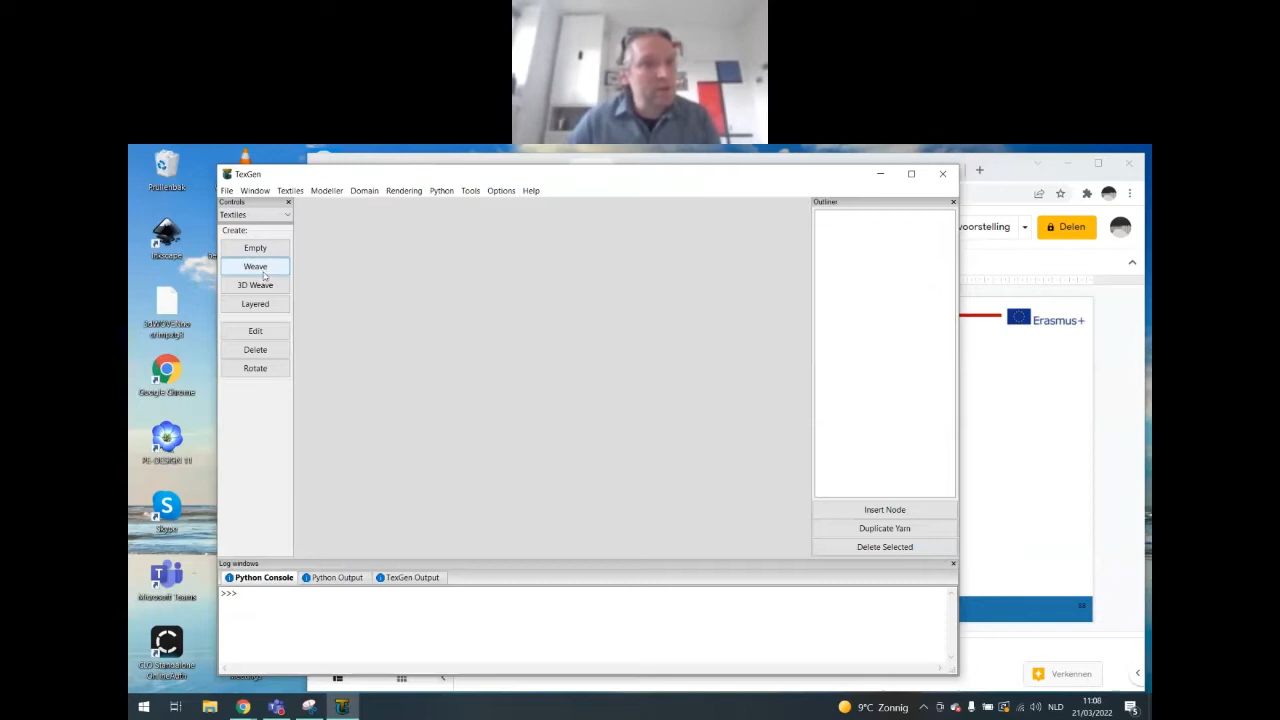 Prullenbak
Inkscape
Google Chrome
PE-DESIGN 11
Skype
Microsoft Teams
CLO Standalone
OnlineAuth
TexGen
File Window Textiles Modeller Domain Rendering Python Tools Options Help
Controls
Textiles
Create:
Empty
Weave
3D Weave
Layered
Edit
Delete
Rotate
Outliner
Insert Node
Duplicate Yarn
Delete Selected
Log windows
Python Console Python Output TexGen Output
>>>
voorstelling
Delen
Erasmus+
Verkennen
9°C Zonnig
NLD
11:08
21/03/2022